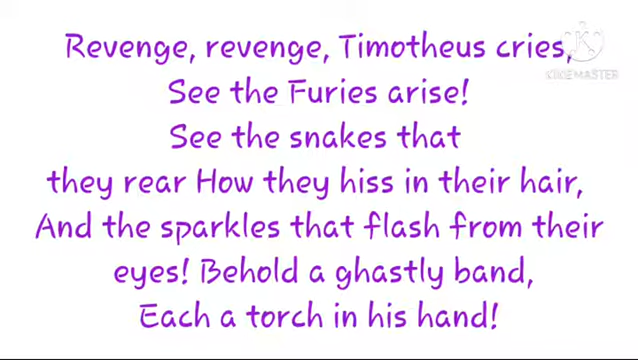 Revenge, revenge, Timotheus cries,
KINEMASTER
See the Furies arise!
See the snakes that
they rear How they hiss in their hair,
And the sparkles that flash from their
eyes! Behold a ghastly band,
Each a torch in his hand!